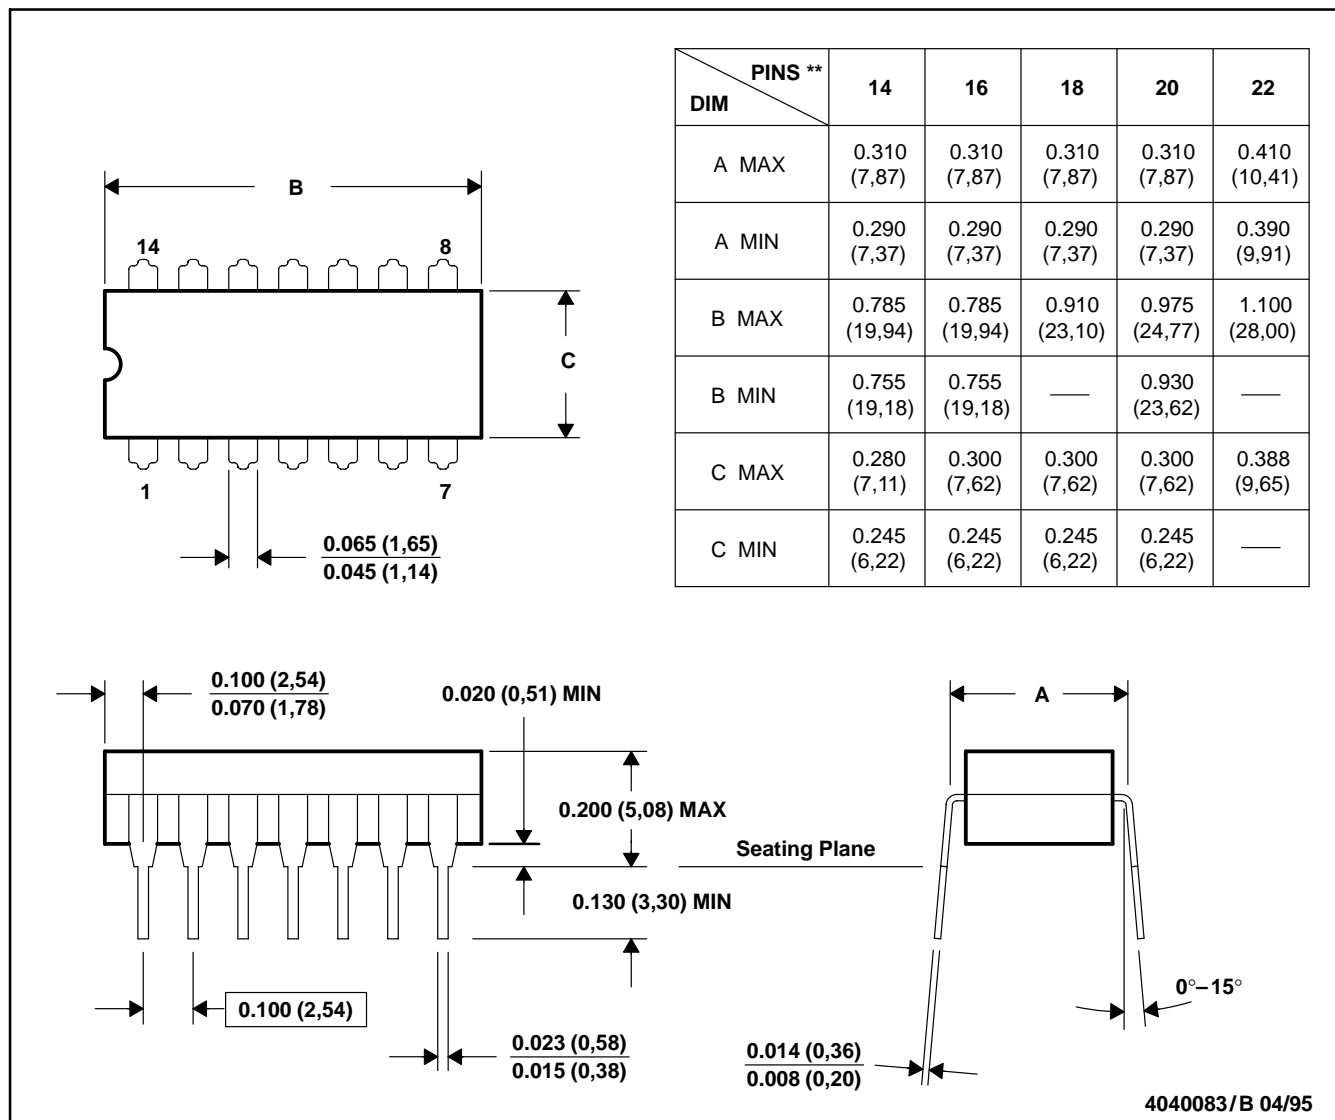 PINS **
DIM
14 16 18 20 22
A MAX 0.310 (7,87) 0.310 (7,87) 0.310 (7,87) 0.310 (7,87) 0.410 (10,41)
A MIN 0.290 (7,37) 0.290 (7,37) 0.290 (7,37) 0.290 (7,37) 0.390 (9,91)
B MAX 0.785 (19,94) 0.785 (19,94) 0.910 (23,10) 0.975 (24,77) 1.100 (28,00)
B MIN 0.755 (19,18) 0.755 (19,18) — 0.930 (23,62) —
C MAX 0.280 (7,11) 0.300 (7,62) 0.300 (7,62) 0.300 (7,62) 0.388 (9,65)
C MIN 0.245 (6,22) 0.245 (6,22) 0.245 (6,22) 0.245 (6,22) —
B
14 8
C
1 7
0.065 (1,65)
0.045 (1,14)
0.100 (2,54)
0.070 (1,78)
0.020 (0,51) MIN
A
0.200 (5,08) MAX
Seating Plane
0.130 (3,30) MIN
0.100 (2,54)
0.023 (0,58)
0.015 (0,38)
0°–15°
0.014 (0,36)
0.008 (0,20)
4040083/B 04/95